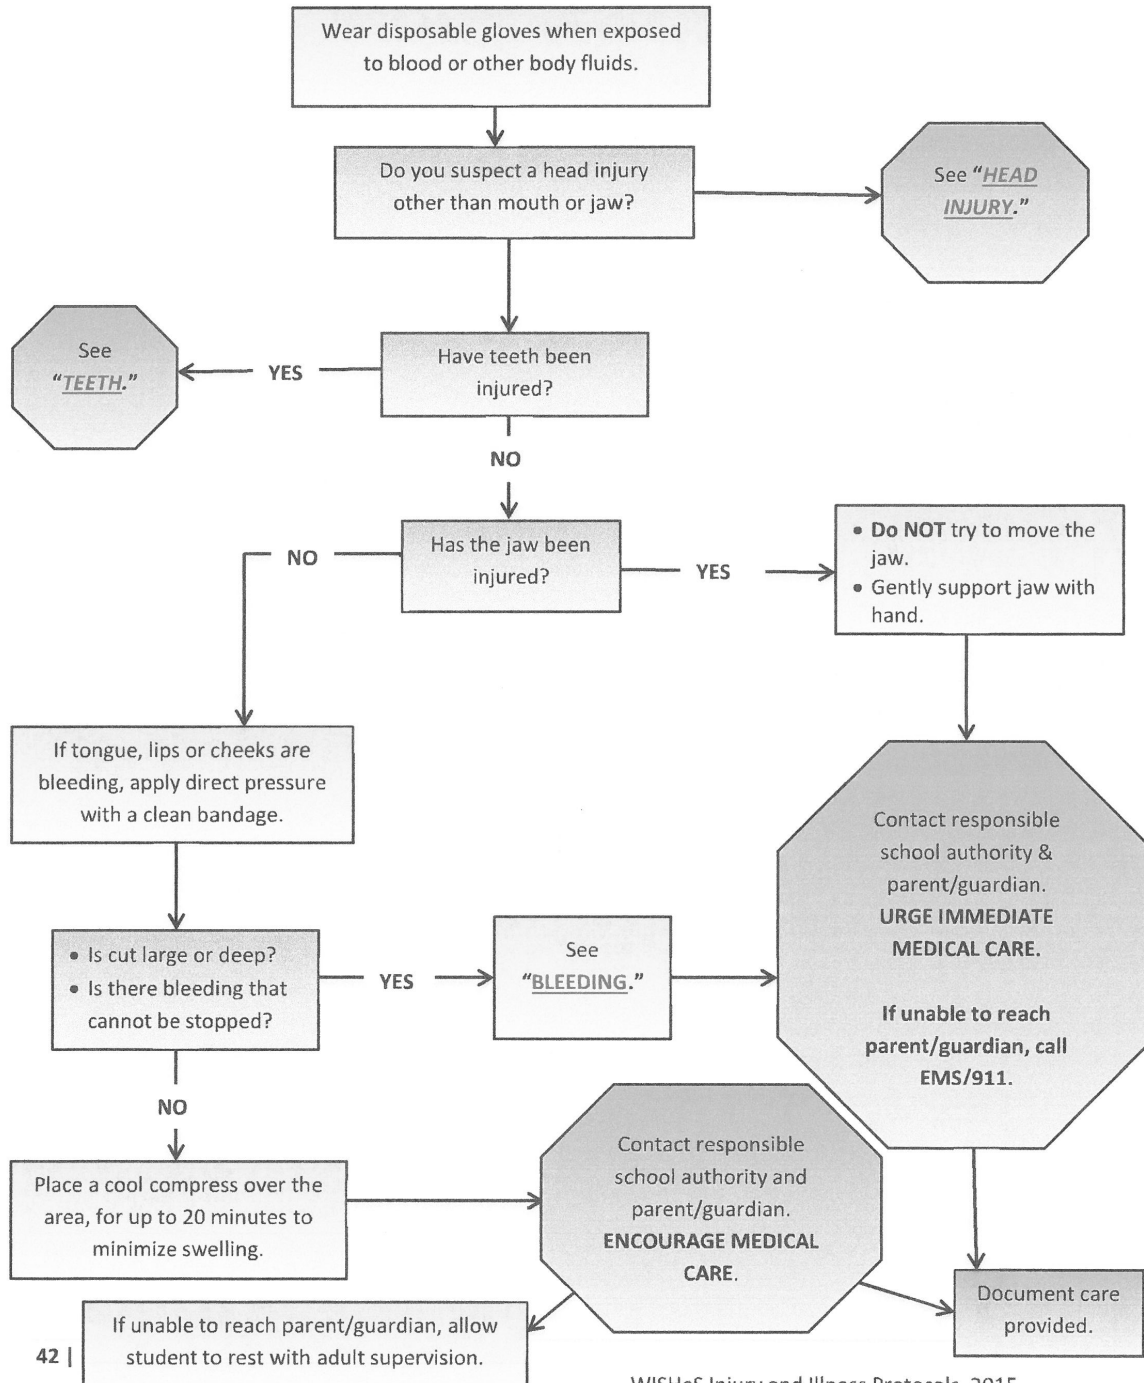 Wear disposable gloves when exposed
to blood or other body fluids.
Do you suspect a head injury
other than mouth or jaw?
See "HEAD
INJURY."
Have teeth been
injured?
YES
See
"TEETH."
NO
Has the jaw been
injured?
NO
YES
• Do NOT try to move the
jaw.
• Gently support jaw with
hand.
If tongue, lips or cheeks are
bleeding, apply direct pressure
with a clean bandage.
Contact responsible
school authority &
parent/guardian.
URGE IMMEDIATE
MEDICAL CARE.
If unable to reach
parent/guardian, call
EMS/911.
• Is cut large or deep?
• Is there bleeding that
cannot be stopped?
YES
See
"BLEEDING."
NO
Place a cool compress over the
area, for up to 20 minutes to
minimize swelling.
Contact responsible
school authority and
parent/guardian.
ENCOURAGE MEDICAL
CARE.
Document care
provided.
If unable to reach parent/guardian, allow
student to rest with adult supervision.
42 |
WISHeS Injury and Illness Protocols, 2015